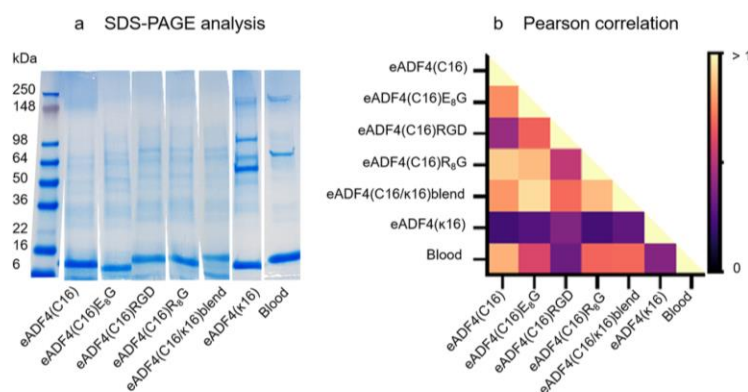 a SDS-PAGE analysis
kDa
250
148
98
64
50
36
22
16
6
eADF4(C16)
eADF4(C16)E₈G
eADF4(C16)RGD
eADF4(C16)R₈G
eADF4(C16/κ16)blend
eADF4(κ16)
Blood
b Pearson correlation
eADF4(C16)
eADF4(C16)E₈G
eADF4(C16)RGD
eADF4(C16)R₈G
eADF4(C16/κ16)blend
eADF4(κ16)
Blood
eADF4(C16)
eADF4(C16)E₈G
eADF4(C16)RGD
eADF4(C16)R₈G
eADF4(C16/κ16)blend
eADF4(κ16)
Blood
> 1
0